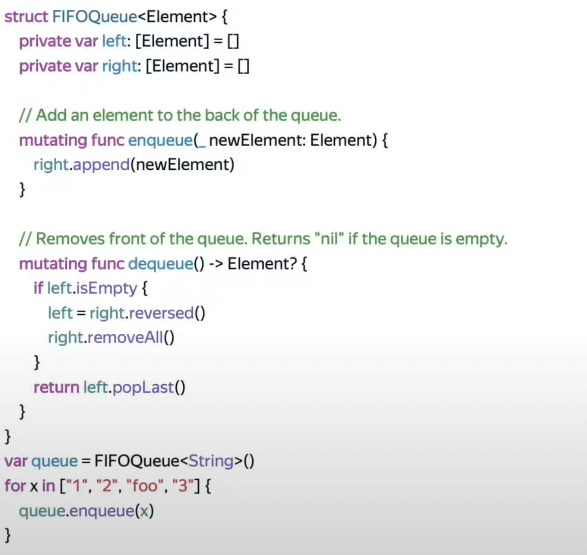 struct FIFOQueue<Element> {
private var left: [Element] = []
private var right: [Element] = []
// Add an element to the back of the queue.
mutating func enqueue(_ newElement: Element) {
right.append(newElement)
}
// Removes front of the queue. Returns "nil" if the queue is empty.
mutating func dequeue() -> Element? {
if left.isEmpty {
left = right.reversed()
right.removeAll()
}
return left.popLast()
}
}
var queue = FIFOQueue<String>()
for x in ["1", "2", "foo", "3"] {
queue.enqueue(x)
}